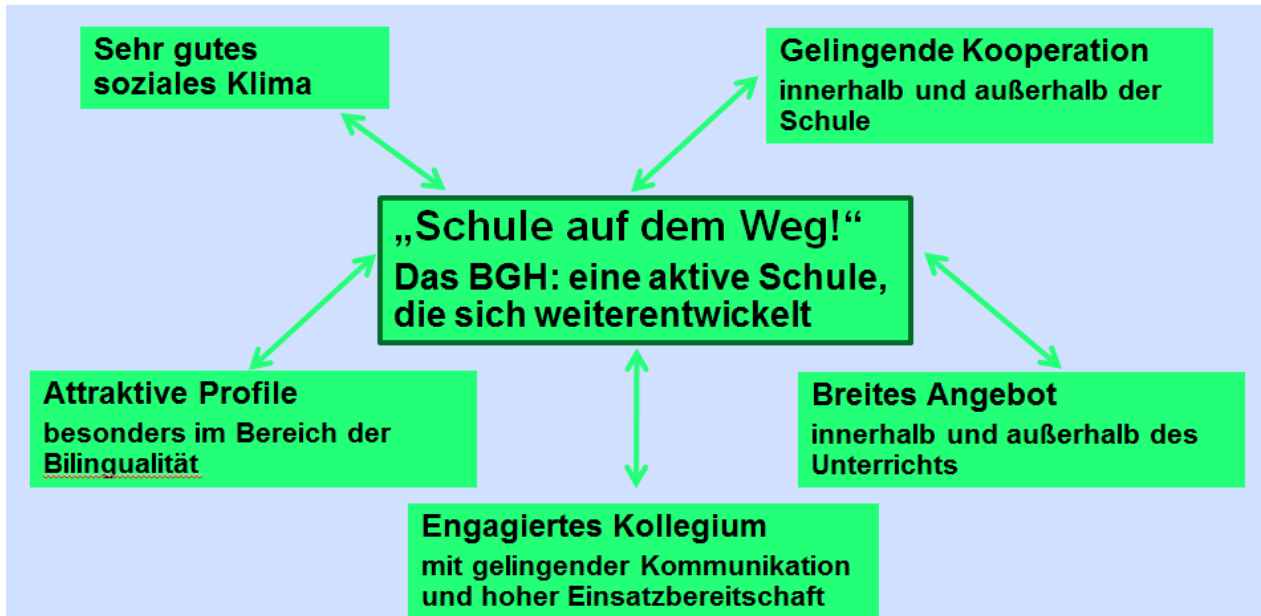 Sehr gutes
soziales Klima
Gelingende Kooperation
innerhalb und außerhalb der
Schule
„Schule auf dem Weg!“
Das BGH: eine aktive Schule,
die sich weiterentwickelt
Attraktive Profile
besonders im Bereich der
Bilingualität
Breites Angebot
innerhalb und außerhalb des
Unterrichts
Engagiertes Kollegium
mit gelingender Kommunikation
und hoher Einsatzbereitschaft